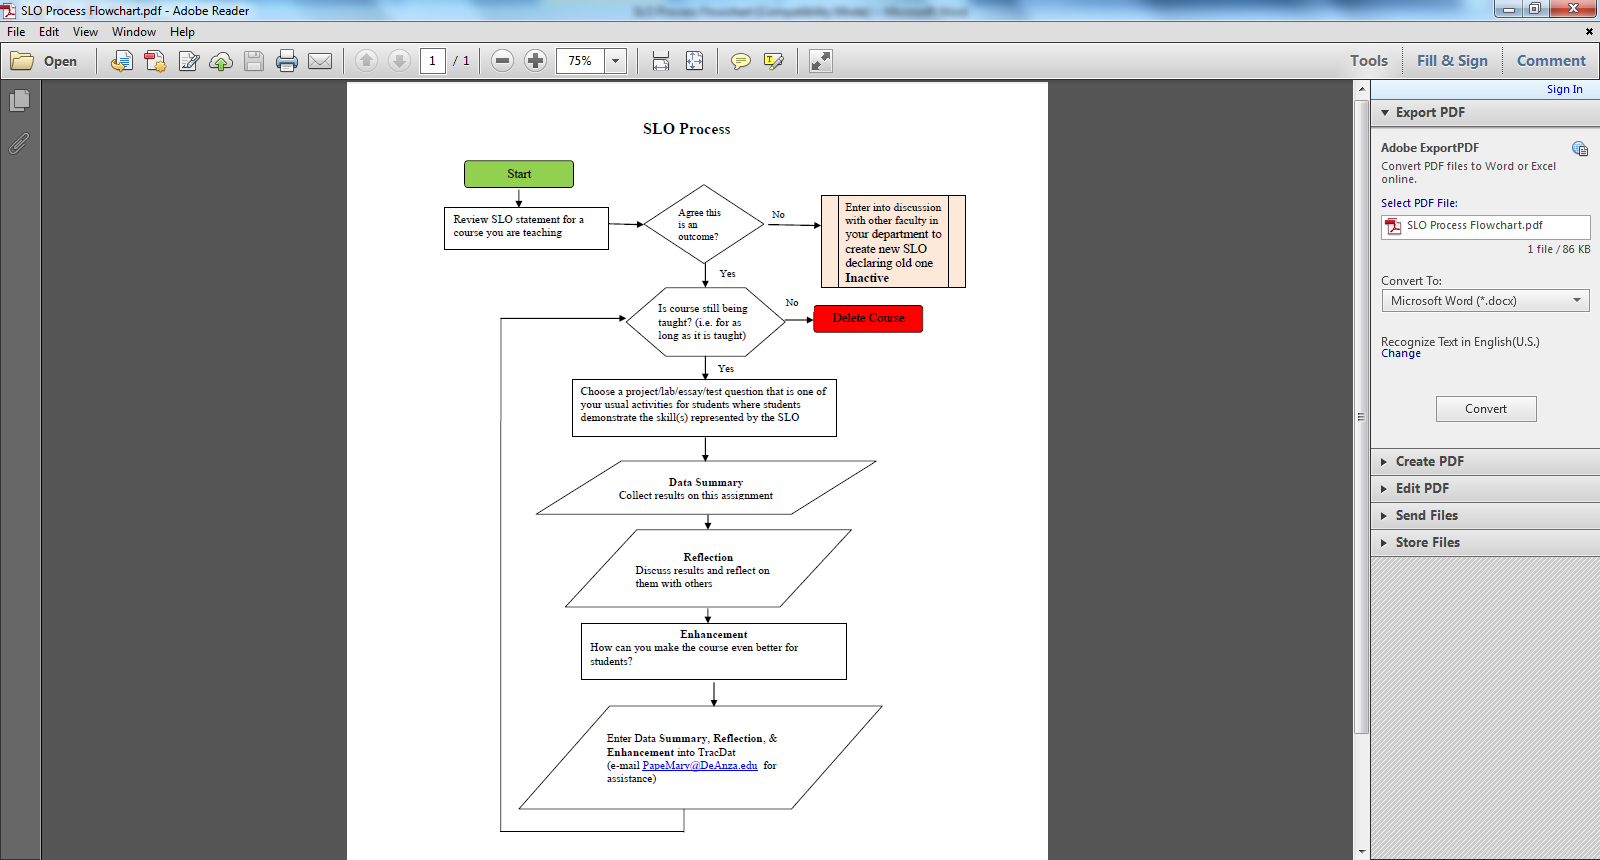 SLO Process Flowchart.pdf - Adobe Reader
File Edit View Window Help
Open 1 / 1 75% Tools Fill & Sign Comment
Sign In
Export PDF
Adobe ExportPDF
Convert PDF files to Word or Excel
online.
Select PDF File:
SLO Process Flowchart.pdf
1 file / 86 KB
Convert To:
Microsoft Word (*.docx)
Recognize Text in English(U.S.)
Change
Convert
Create PDF
Edit PDF
Send Files
Store Files
SLO Process
Start
Review SLO statement for a
course you are teaching
Agree this
is an
outcome?
No
Enter into discussion
with other faculty in
your department to
create new SLO
declaring old one
Inactive
Yes
Is course still being
taught? (i.e. for as
long as it is taught)
No
Delete Course
Yes
Choose a project/lab/essay/test question that is one of
your usual activities for students where students
demonstrate the skill(s) represented by the SLO
Data Summary
Collect results on this assignment
Reflection
Discuss results and reflect on
them with others
Enhancement
How can you make the course even better for
students?
Enter Data Summary, Reflection, &
Enhancement into TracDat
(e-mail PapeMary@DeAnza.edu for
assistance)